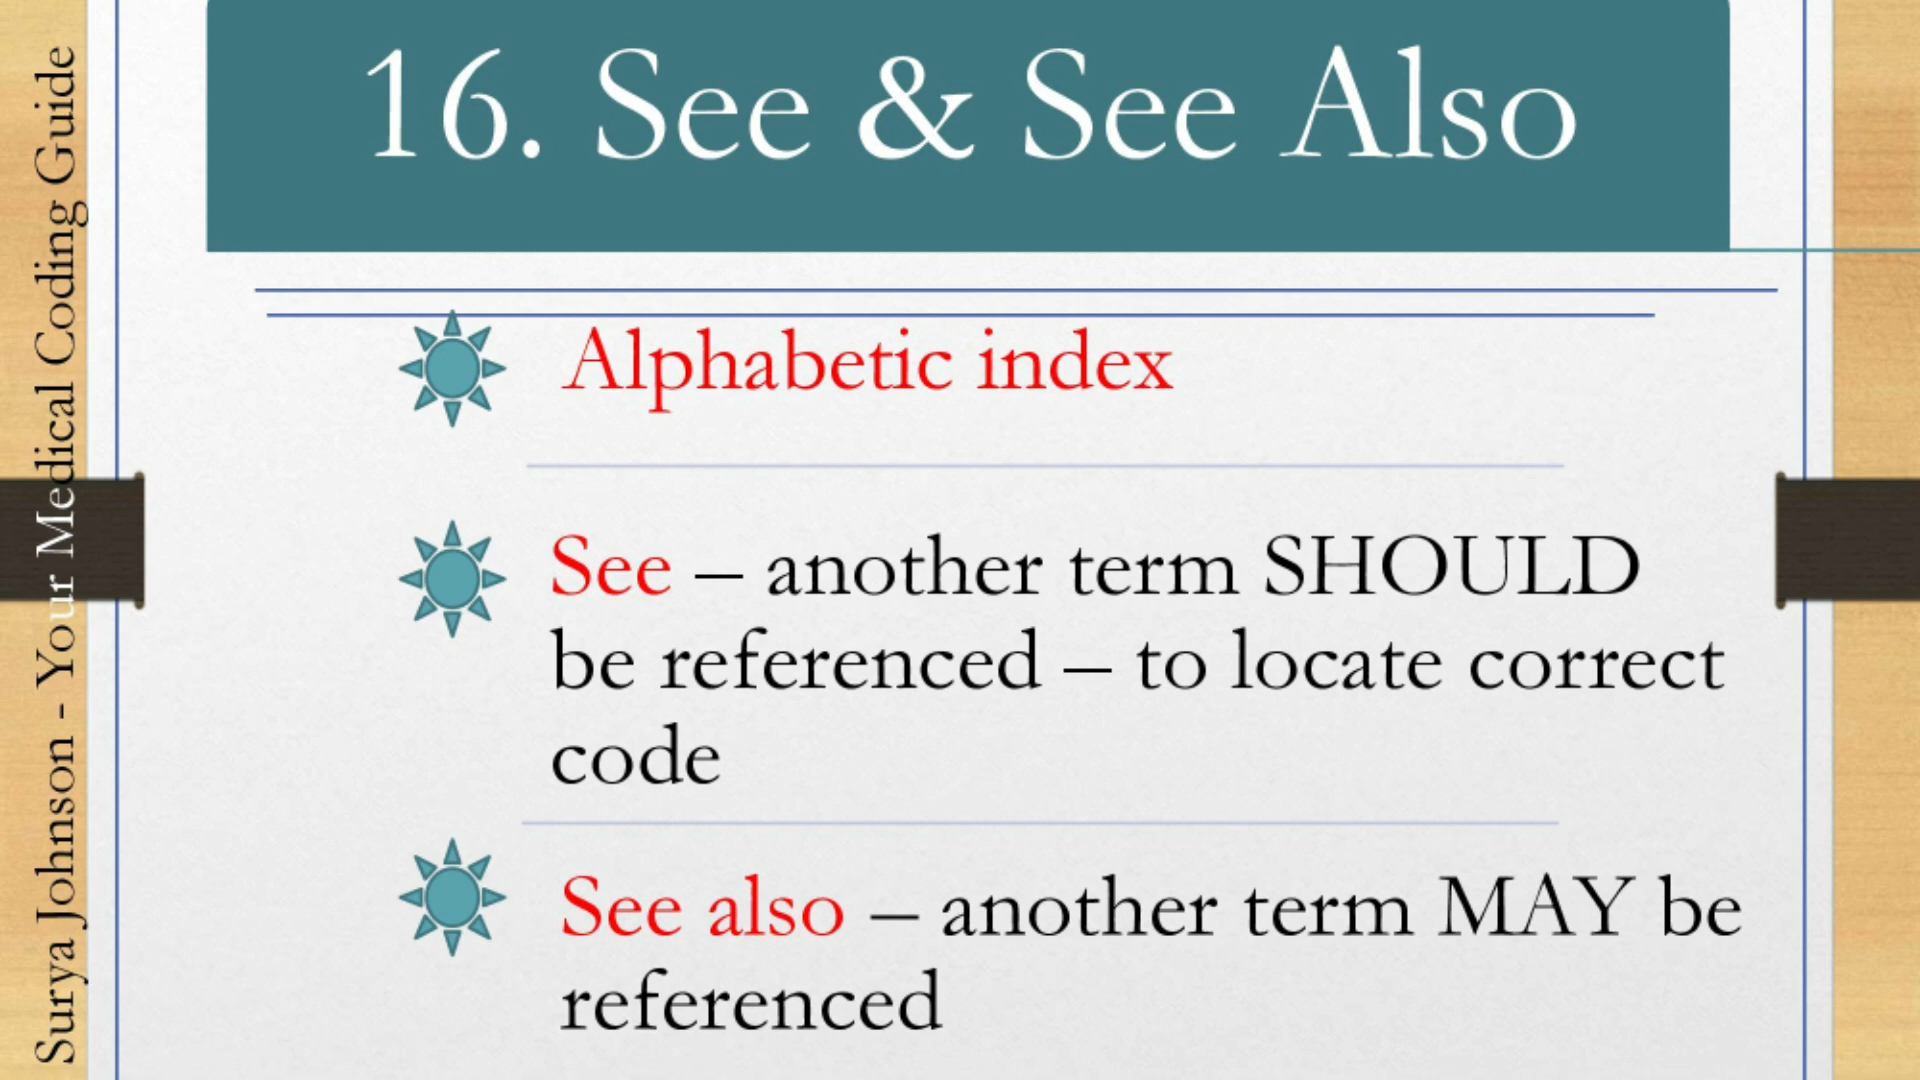 16. See & See Also
Alphabetic index
See – another term SHOULD
be referenced – to locate correct
code
See also – another term MAY be
referenced
Surya Johnson - Your Medical Coding Guide